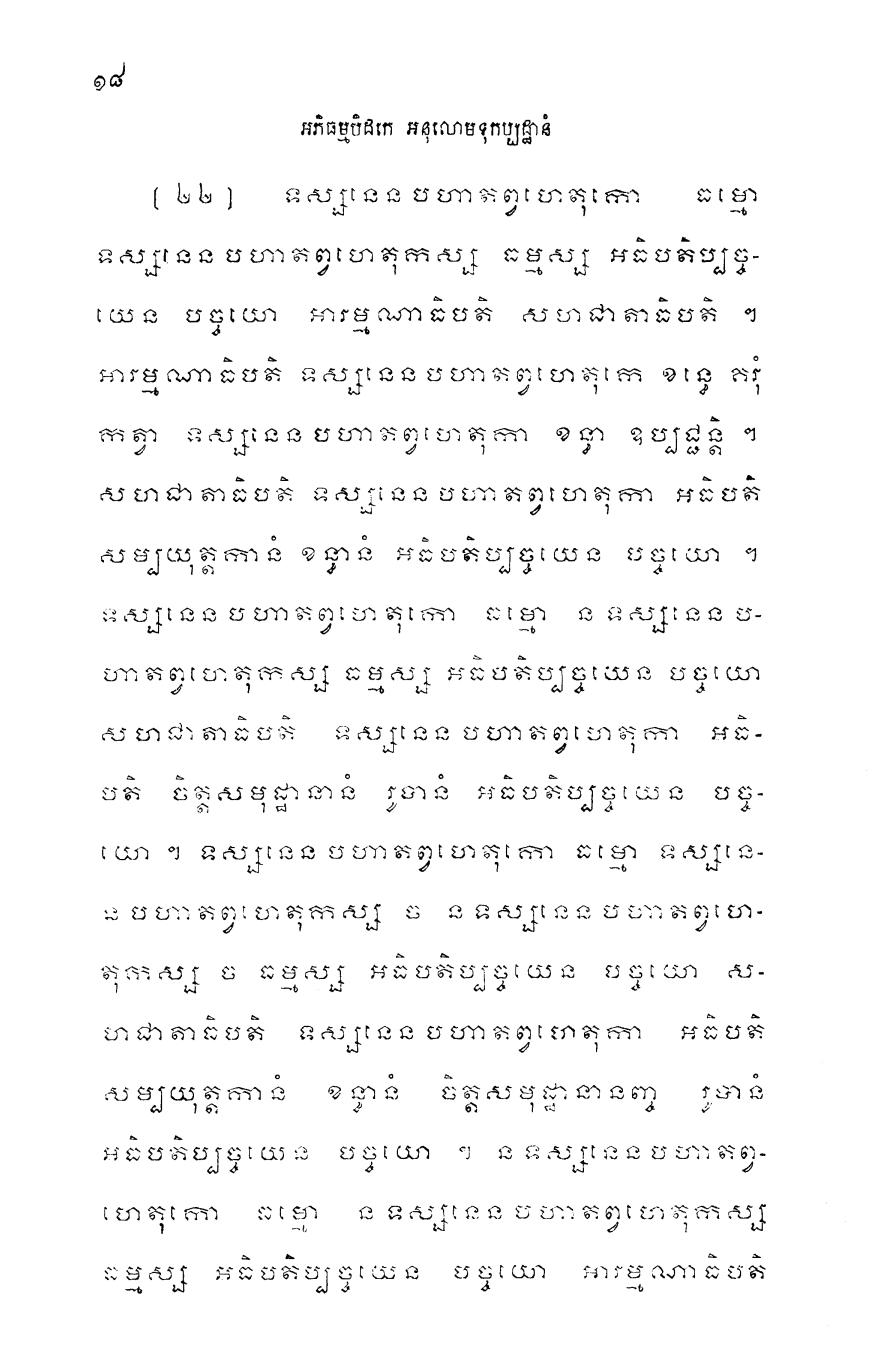 ១៨
អភិធម្មបិដកេ អនុលោមទុកប្បដ្ឋានំ
[ ២២ ] ទស្សនេនបហាតព្វហេតុកោ ធម្មោ
ទស្សនេនបហាតព្វហេតុកស្ស ធម្មស្ស អធិបតិប្បច្ច-
យេន បច្ចយោ អារម្មណាធិបតិ សហជាតាធិបតិ ។
អារម្មណាធិបតិ ទស្សនេនបហាតព្វហេតុកេ ខន្ធេ គរុំ
កត្វា ទស្សនេនបហាតព្វហេតុកា ខន្ធា ឧប្បជ្ជន្តិ ។
សហជាតាធិបតិ ទស្សនេនបហាតព្វហេតុកា អធិបតិ
សម្បយុត្តកានំ ខន្ធានំ អធិបតិប្បច្ចយេន បច្ចយោ ។
ទស្សនេនបហាតព្វហេតុកោ ធម្មោ ន ទស្សនេនប-
ហាតព្វហេតុកស្ស ធម្មស្ស អធិបតិប្បច្ចយេន បច្ចយោ
សហជាតាធិបតិ ទស្សនេនបហាតព្វហេតុកា អធិ-
បតិ ចិត្តសមុដ្ឋានានំ រូបានំ អធិបតិប្បច្ចយេន បច្ច-
យោ ។ ទស្សនេនបហាតព្វហេតុកោ ធម្មោ ទស្សនេ-
នបហាតព្វហេតុកស្ស ច ន ទស្សនេនបហាតព្វហេ-
តុកស្ស ច ធម្មស្ស អធិបតិប្បច្ចយេន បច្ចយោ ស-
ហជាតាធិបតិ ទស្សនេនបហាតព្វហេតុកា អធិបតិ
សម្បយុត្តកានំ ខន្ធានំ ចិត្តសមុដ្ឋានានញ្ច រូបានំ
អធិបតិប្បច្ចយេន បច្ចយោ ។ ន ទស្សនេនបហាតព្វ-
ហេតុកោ ធម្មោ ន ទស្សនេនបហាតព្វហេតុកស្ស
ធម្មស្ស អធិបតិប្បច្ចយេន បច្ចយោ អារម្មណាធិបតិ